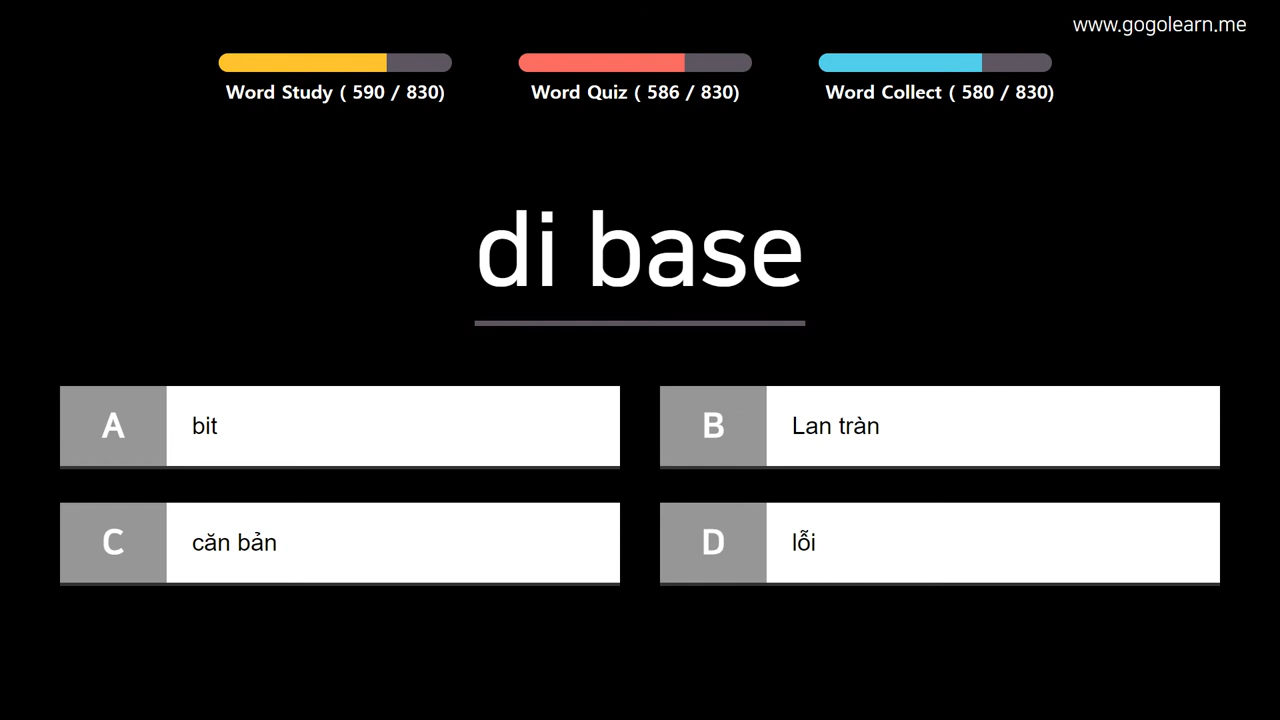 www.gogolearn.me
Word Study ( 590 / 830)
Word Quiz ( 586 / 830)
Word Collect ( 580 / 830)
di base
A bit
B Lan tràn
C căn bản
D lỗi